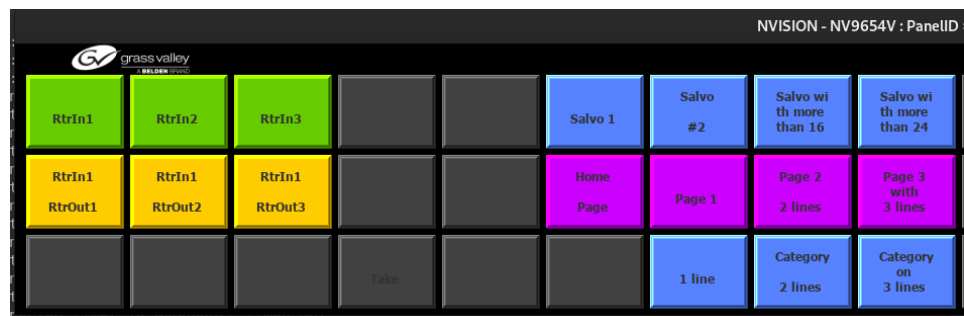 NVISION - NV9654V : PanelID
grass valley
A BELDEN BRAND
RtrIn1
RtrIn2
RtrIn3
Salvo 1
Salvo
#2
Salvo wi
th more
than 16
Salvo wi
th more
than 24
RtrIn1
RtrOut1
RtrIn1
RtrOut2
RtrIn1
RtrOut3
Home
Page
Page 1
Page 2
2 lines
Page 3
with
3 lines
Take
1 line
Category
2 lines
Category
on
3 lines